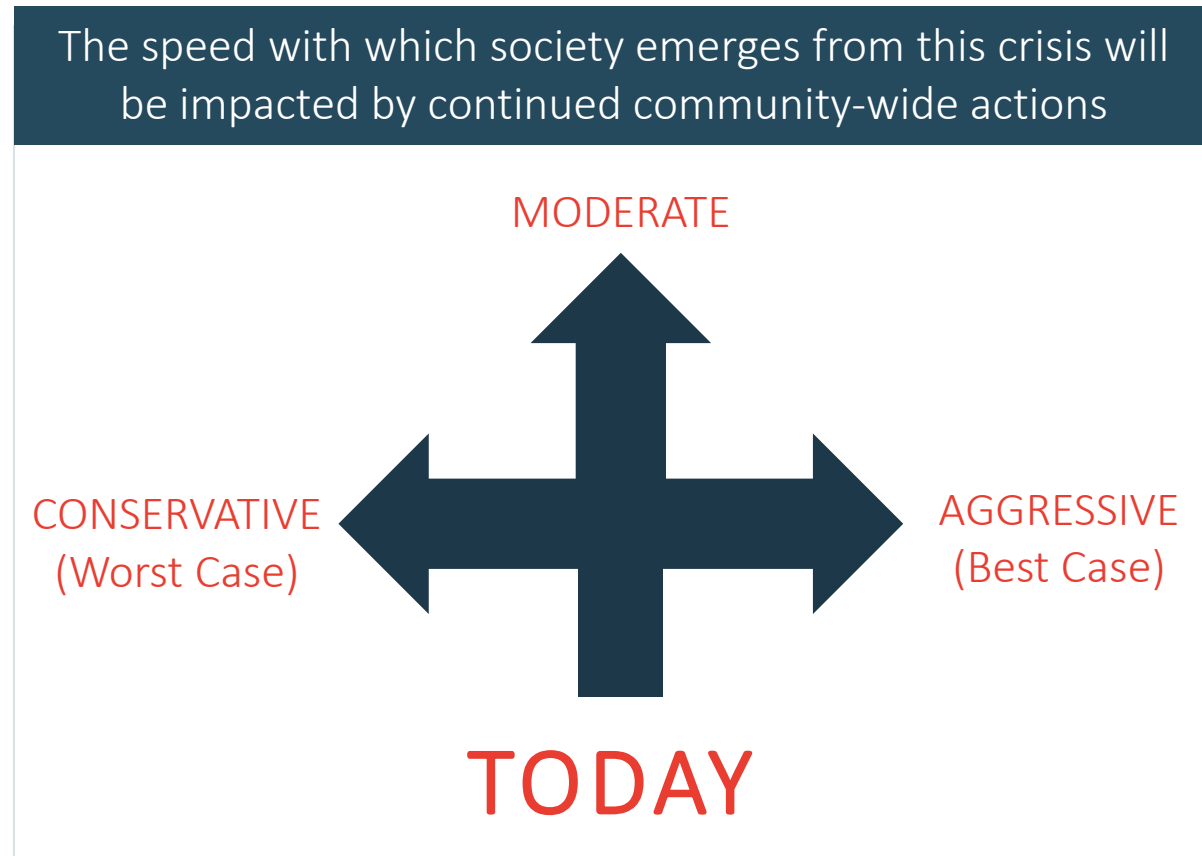 The speed with which society emerges from this crisis will
be impacted by continued community-wide actions
MODERATE
CONSERVATIVE
(Worst Case)
AGGRESSIVE
(Best Case)
TODAY